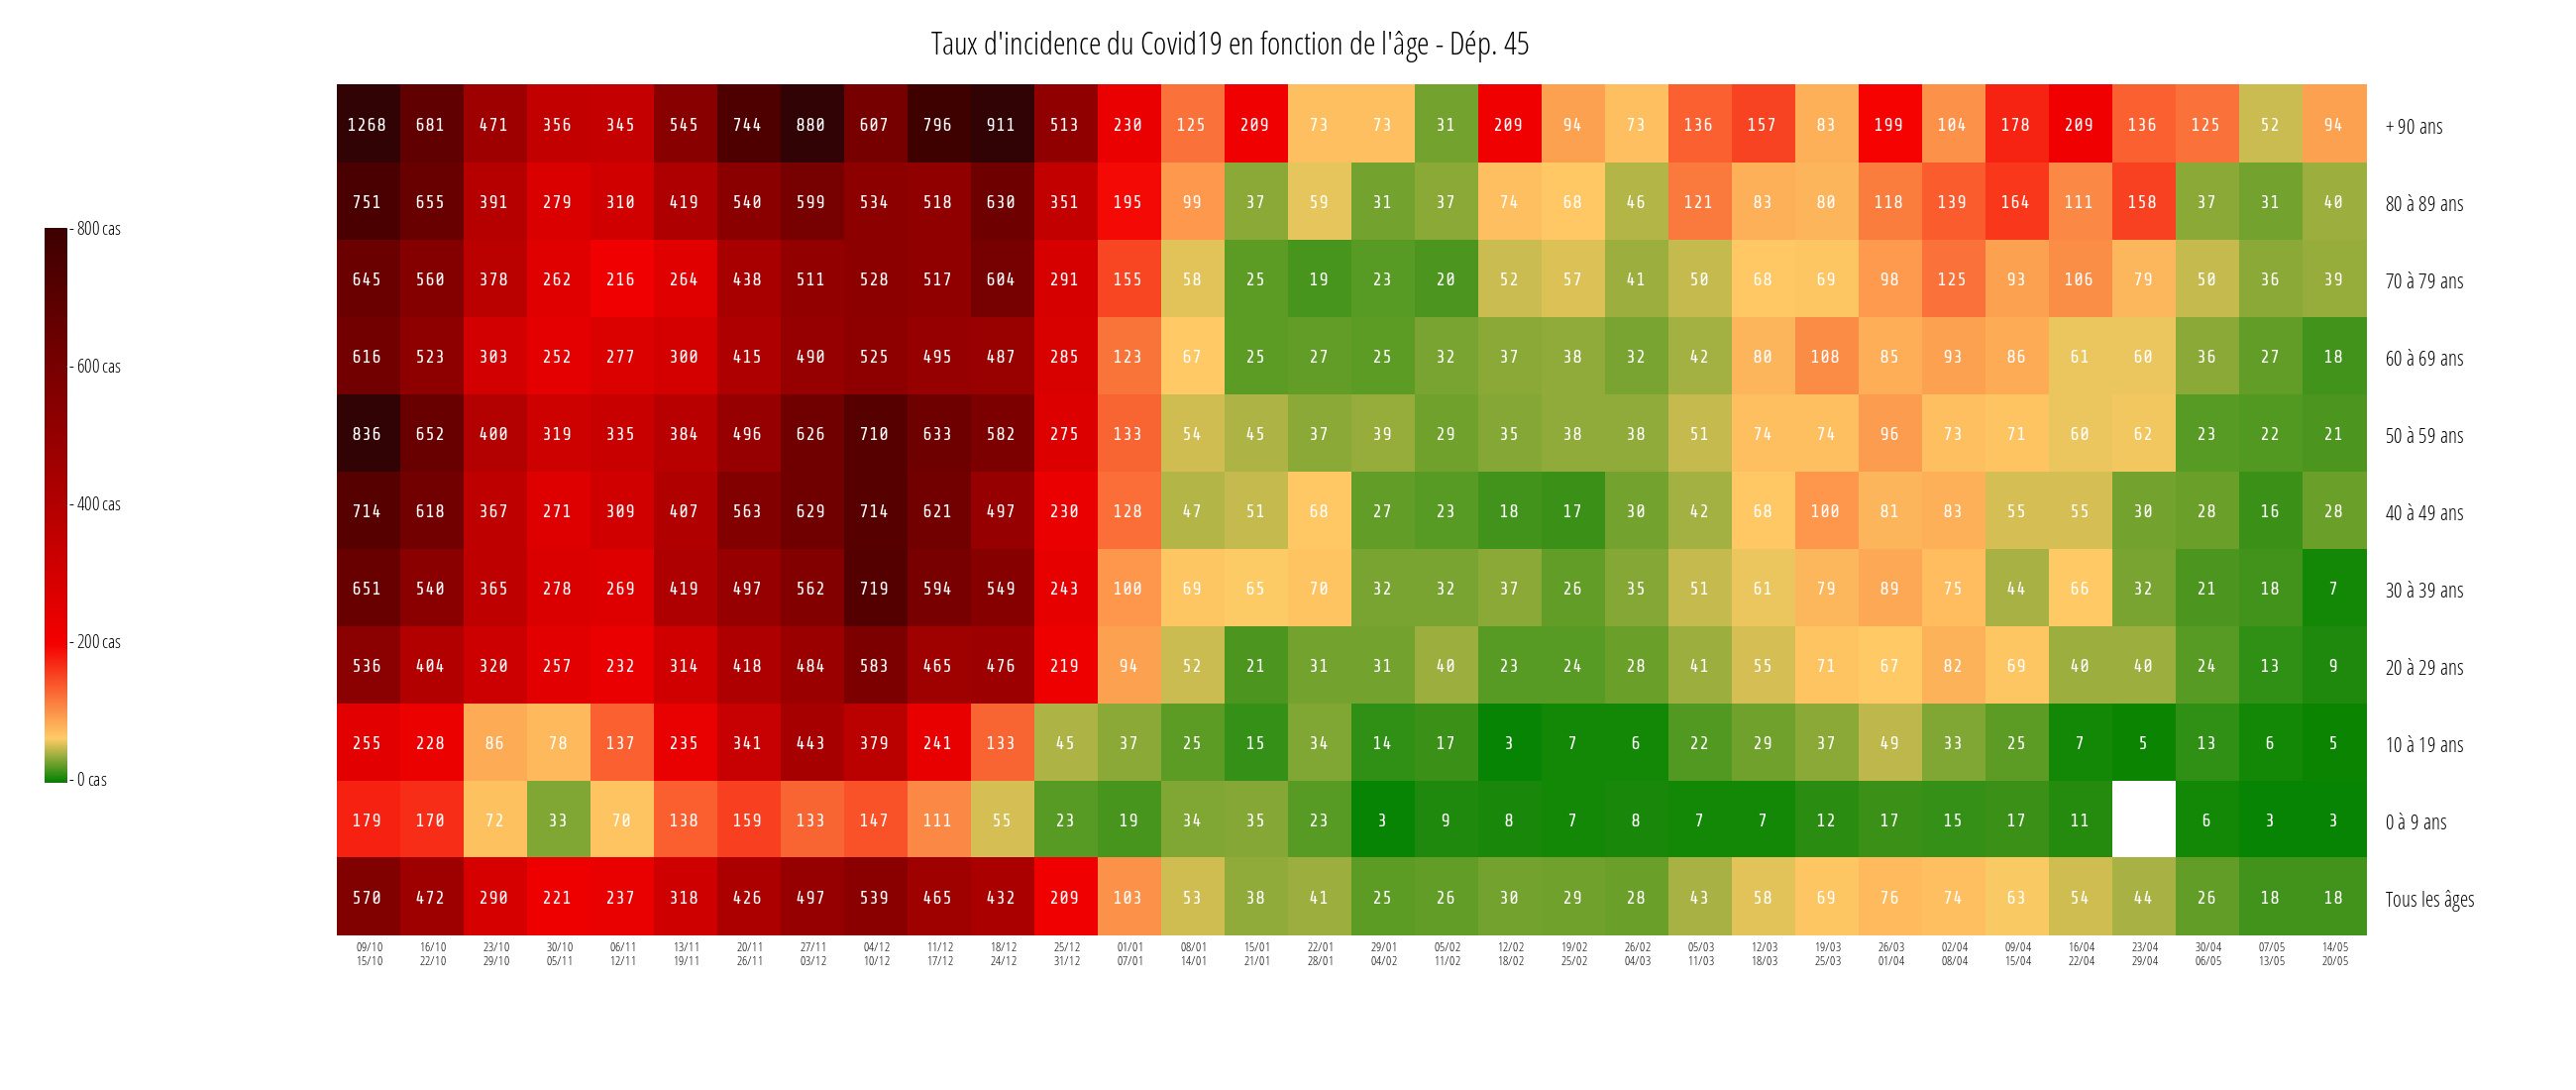 Taux d'incidence du Covid19 en fonction de l'âge - Dép. 45
- 800 cas
- 600 cas
- 400 cas
- 200 cas
- 0 cas
1268 681 471 356 345 545 744 880 607 796 911 513 230 125 209 73 73 31 209 94 73 136 157 83 199 104 178 209 136 125 52 94 + 90 ans
751 655 391 279 310 419 540 599 534 518 630 351 195 99 37 59 31 37 74 68 46 121 83 80 118 139 164 111 158 37 31 40 80 à 89 ans
645 560 378 262 216 264 438 511 528 517 604 291 155 58 25 19 23 20 52 57 41 50 68 69 98 125 93 106 79 50 36 39 70 à 79 ans
616 523 303 252 277 300 415 490 525 495 487 285 123 67 25 27 25 32 37 38 32 42 80 108 85 93 86 61 60 36 27 18 60 à 69 ans
836 652 400 319 335 384 496 626 710 633 582 275 133 54 45 37 39 29 35 38 38 51 74 74 96 73 71 60 62 23 22 21 50 à 59 ans
714 618 367 271 309 407 563 629 714 621 497 230 128 47 51 68 27 23 18 17 30 42 68 100 81 83 55 55 30 28 16 28 40 à 49 ans
651 540 365 278 269 419 497 562 719 594 549 243 100 69 65 70 32 32 37 26 35 51 61 79 89 75 44 66 32 21 18 7 30 à 39 ans
536 404 320 257 232 314 418 484 583 465 476 219 94 52 21 31 31 40 23 24 28 41 55 71 67 82 69 40 40 24 13 9 20 à 29 ans
255 228 86 78 137 235 341 443 379 241 133 45 37 25 15 34 14 17 3 7 6 22 29 37 49 33 25 7 5 13 6 5 10 à 19 ans
179 170 72 33 70 138 159 133 147 111 55 23 19 34 35 23 3 9 8 7 8 7 7 12 17 15 17 11 6 3 3 0 à 9 ans
570 472 290 221 237 318 426 497 539 465 432 209 103 53 38 41 25 26 30 29 28 43 58 69 76 74 63 54 44 26 18 18 Tous les âges
09/10 16/10 23/10 30/10 06/11 13/11 20/11 27/11 04/12 11/12 18/12 25/12 01/01 08/01 15/01 22/01 29/01 05/02 12/02 19/02 26/02 05/03 12/03 19/03 26/03 02/04 09/04 16/04 23/04 30/04 07/05 14/05
15/10 22/10 29/10 05/11 12/11 19/11 26/11 03/12 10/12 17/12 24/12 31/12 07/01 14/01 21/01 28/01 04/02 11/02 18/02 25/02 04/03 11/03 18/03 25/03 01/04 08/04 15/04 22/04 29/04 06/05 13/05 20/05